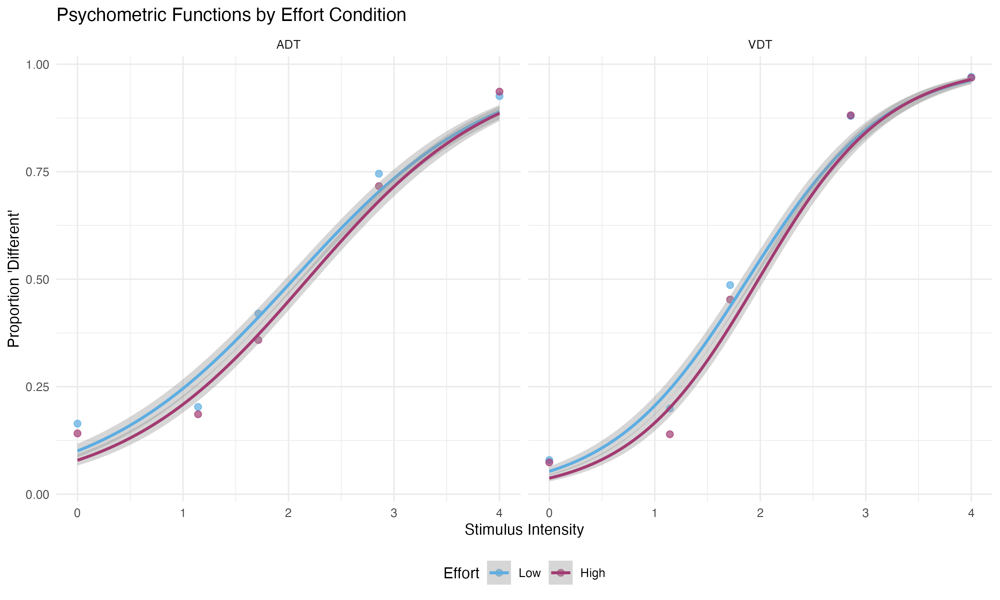 Psychometric Functions by Effort Condition
ADT
VDT
1.00
0.75
0.50
0.25
0.00
Proportion 'Different'
0 1 2 3 4
0 1 2 3 4
Stimulus Intensity
Effort Low High